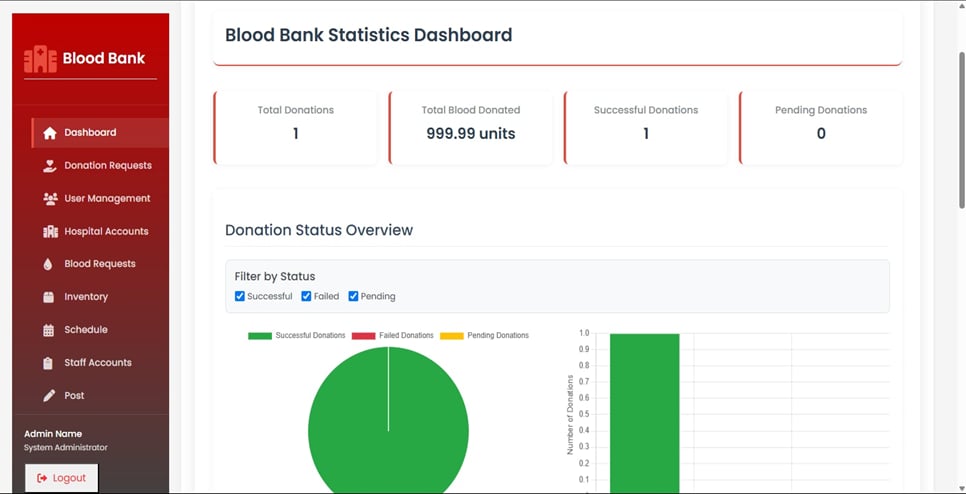 Blood Bank
Dashboard
Donation Requests
User Management
Hospital Accounts
Blood Requests
Inventory
Schedule
Staff Accounts
Post
Admin Name
System Administrator
Logout
Blood Bank Statistics Dashboard
Total Donations
1
Total Blood Donated
999.99 units
Successful Donations
1
Pending Donations
0
Donation Status Overview
Filter by Status
Successful Failed Pending
Successful Donations Failed Donations Pending Donations
Number of Donations
1.0
0.9
0.8
0.7
0.6
0.5
0.4
0.3
0.2
0.1